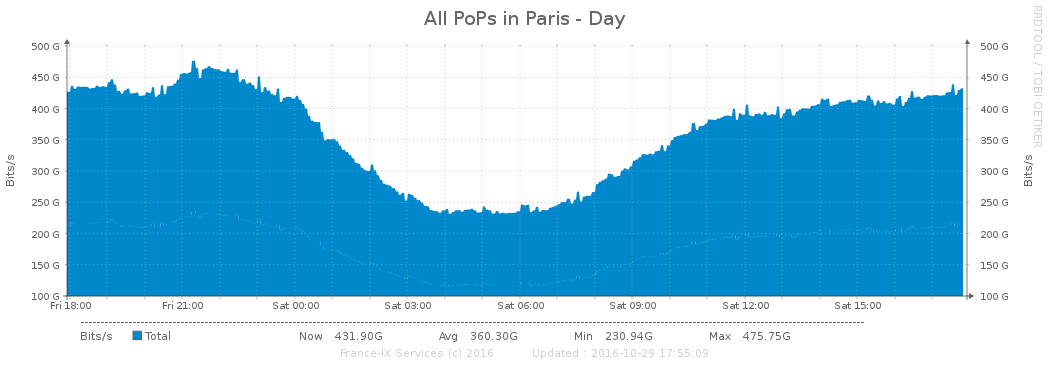 All PoPs in Paris - Day
RRDTOOL / TOBI OETIKER
Bits/s
Bits/s
500 G 500 G
450 G 450 G
400 G 400 G
350 G 350 G
300 G 300 G
250 G 250 G
200 G 200 G
150 G 150 G
100 G 100 G
Fri 18:00 Fri 21:00 Sat 00:00 Sat 03:00 Sat 06:00 Sat 09:00 Sat 12:00 Sat 15:00
Bits/s Total Now 431.90G Avg 360.30G Min 230.94G Max 475.75G
France-IX Services (c) 2016 Updated : 2016-10-29 17:55:09